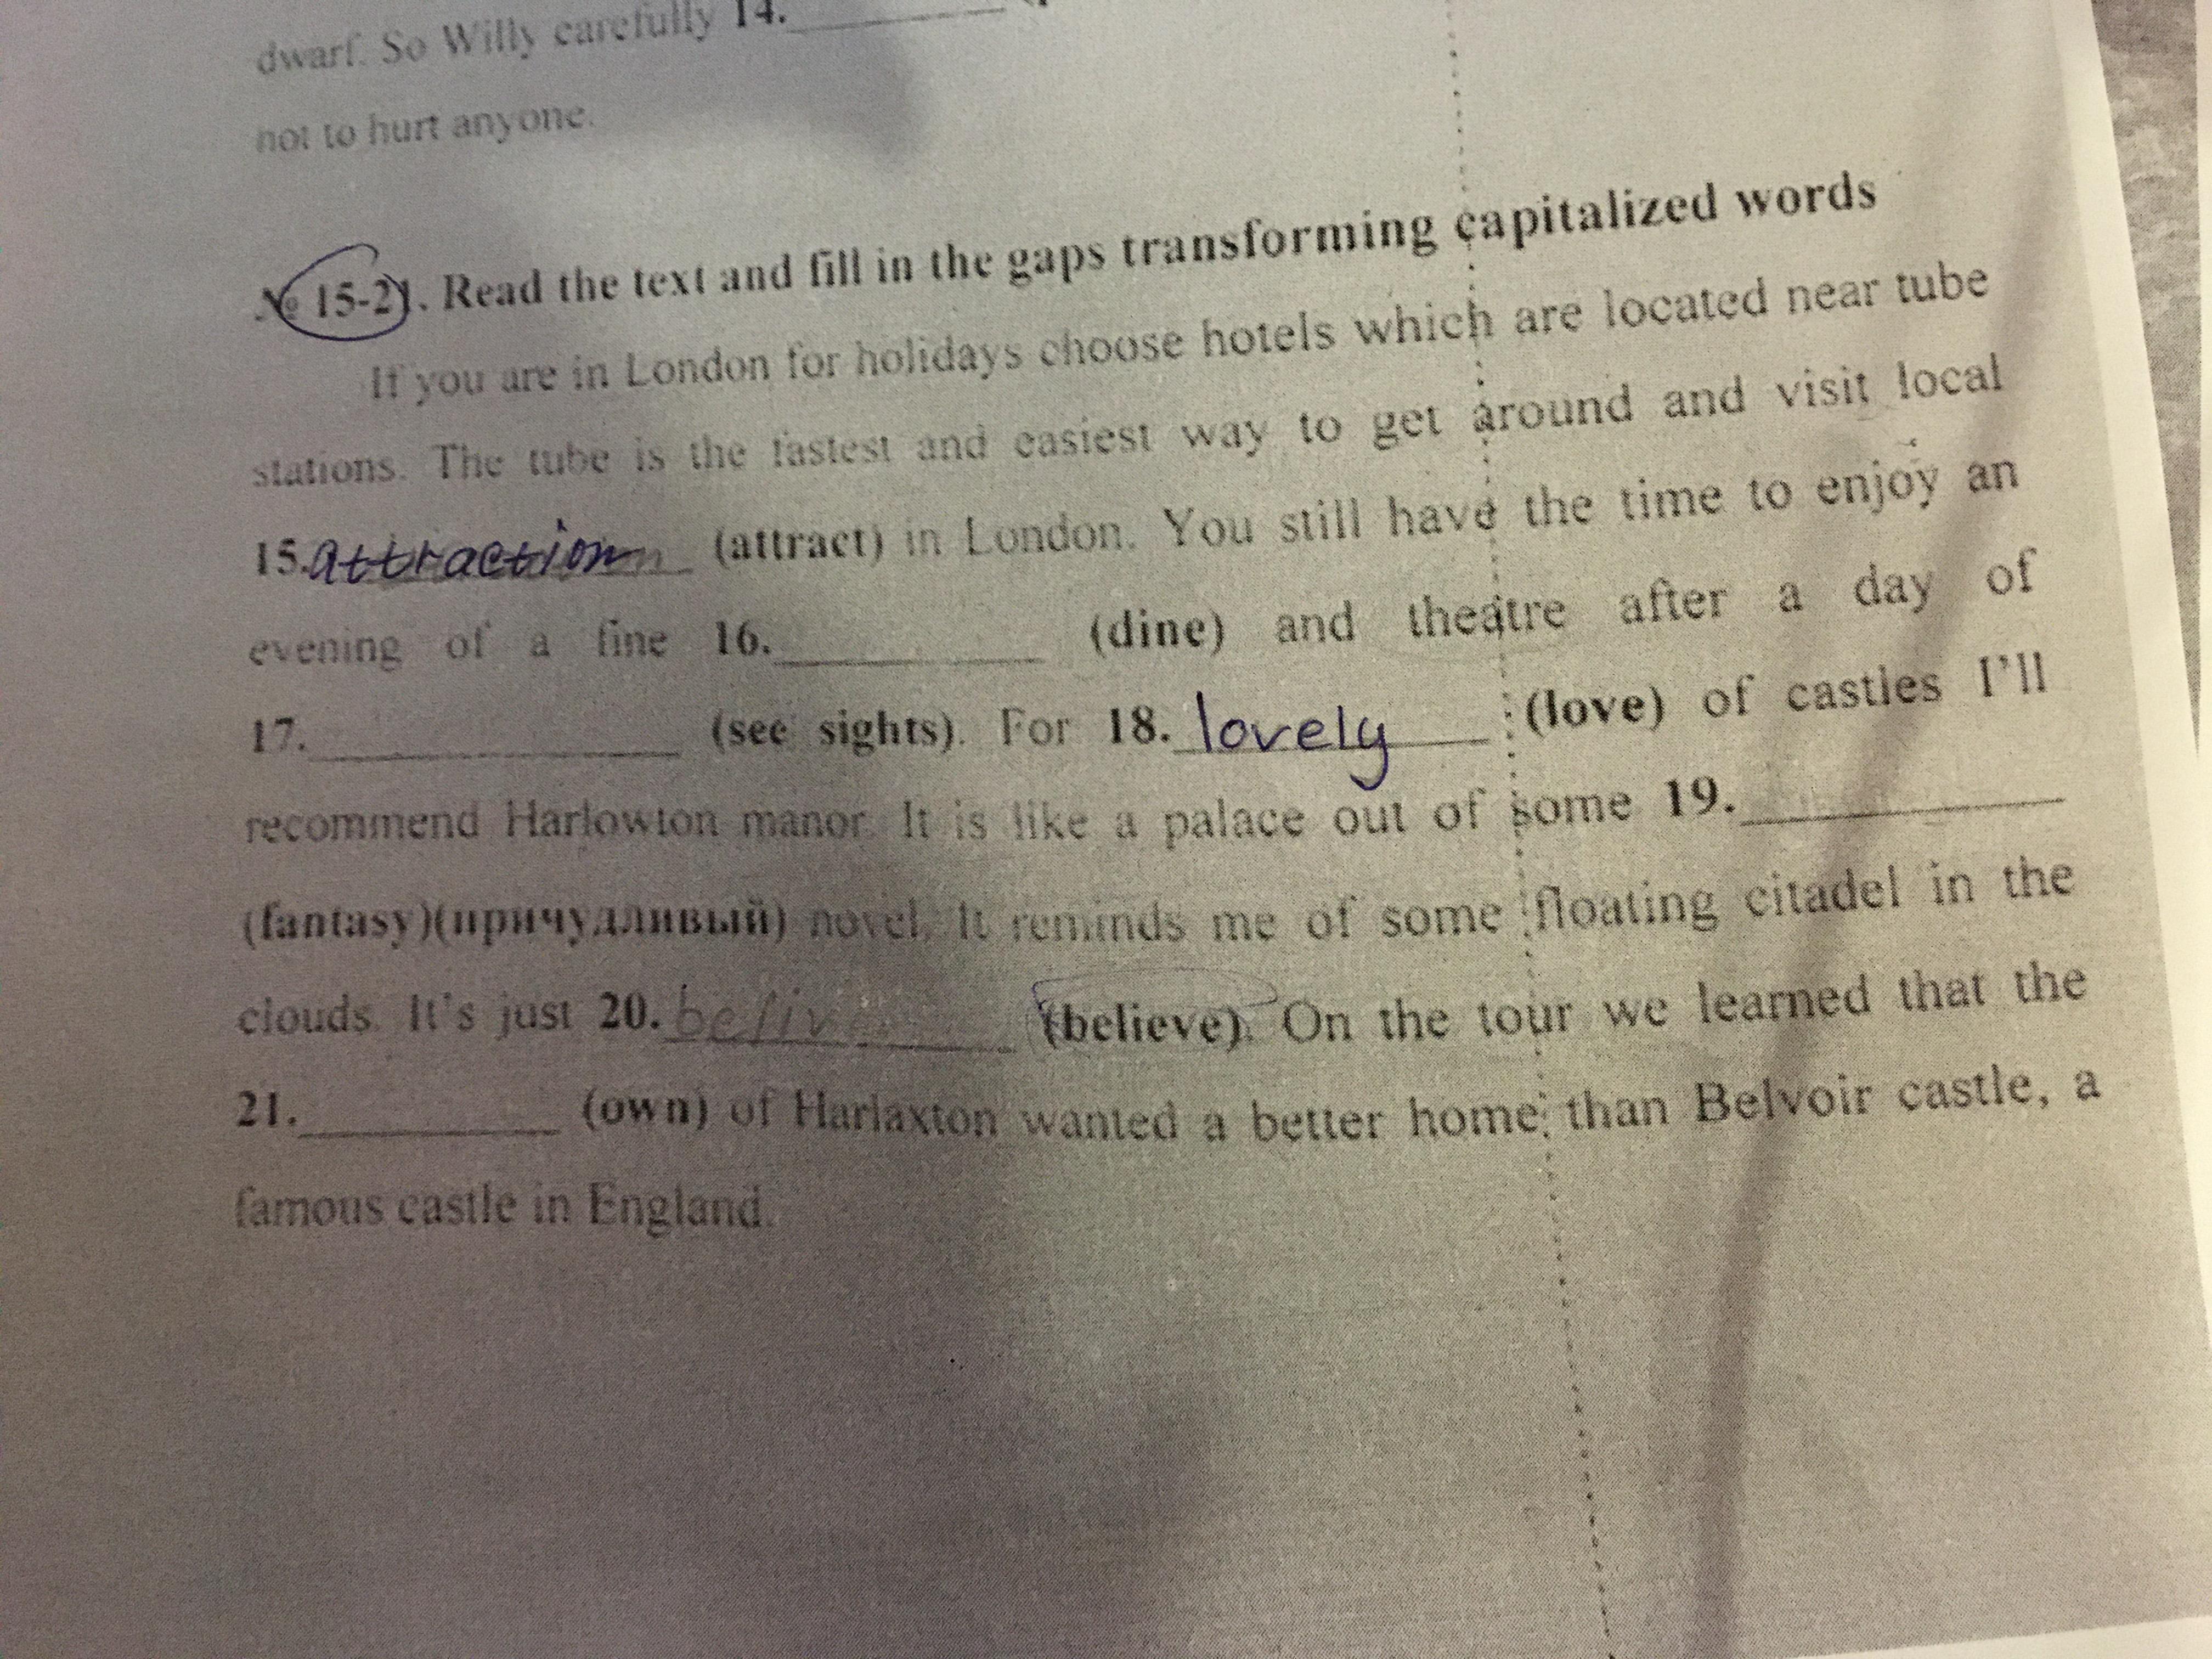 dwarf. So Willy carefully 14.__________
not to hurt anyone.
№ 15-21. Read the text and fill in the gaps transforming capitalized words
If you are in London for holidays choose hotels which are located near tube
stations. The tube is the fastest and easiest way to get around and visit local
15. attraction (attract) in London. You still have the time to enjoy an
evening of a fine 16.__________ (dine) and theatre after a day of
17.__________ (see sights). For 18. lovely (love) of castles I'll
recommend Harlowton manor. It is like a palace out of some 19.__________
(fantasy)(причудливый) novel. It reminds me of some floating citadel in the
clouds. It's just 20. beliv (believe). On the tour we learned that the
21.__________ (own) of Harlaxton wanted a better home than Belvoir castle, a
famous castle in England.